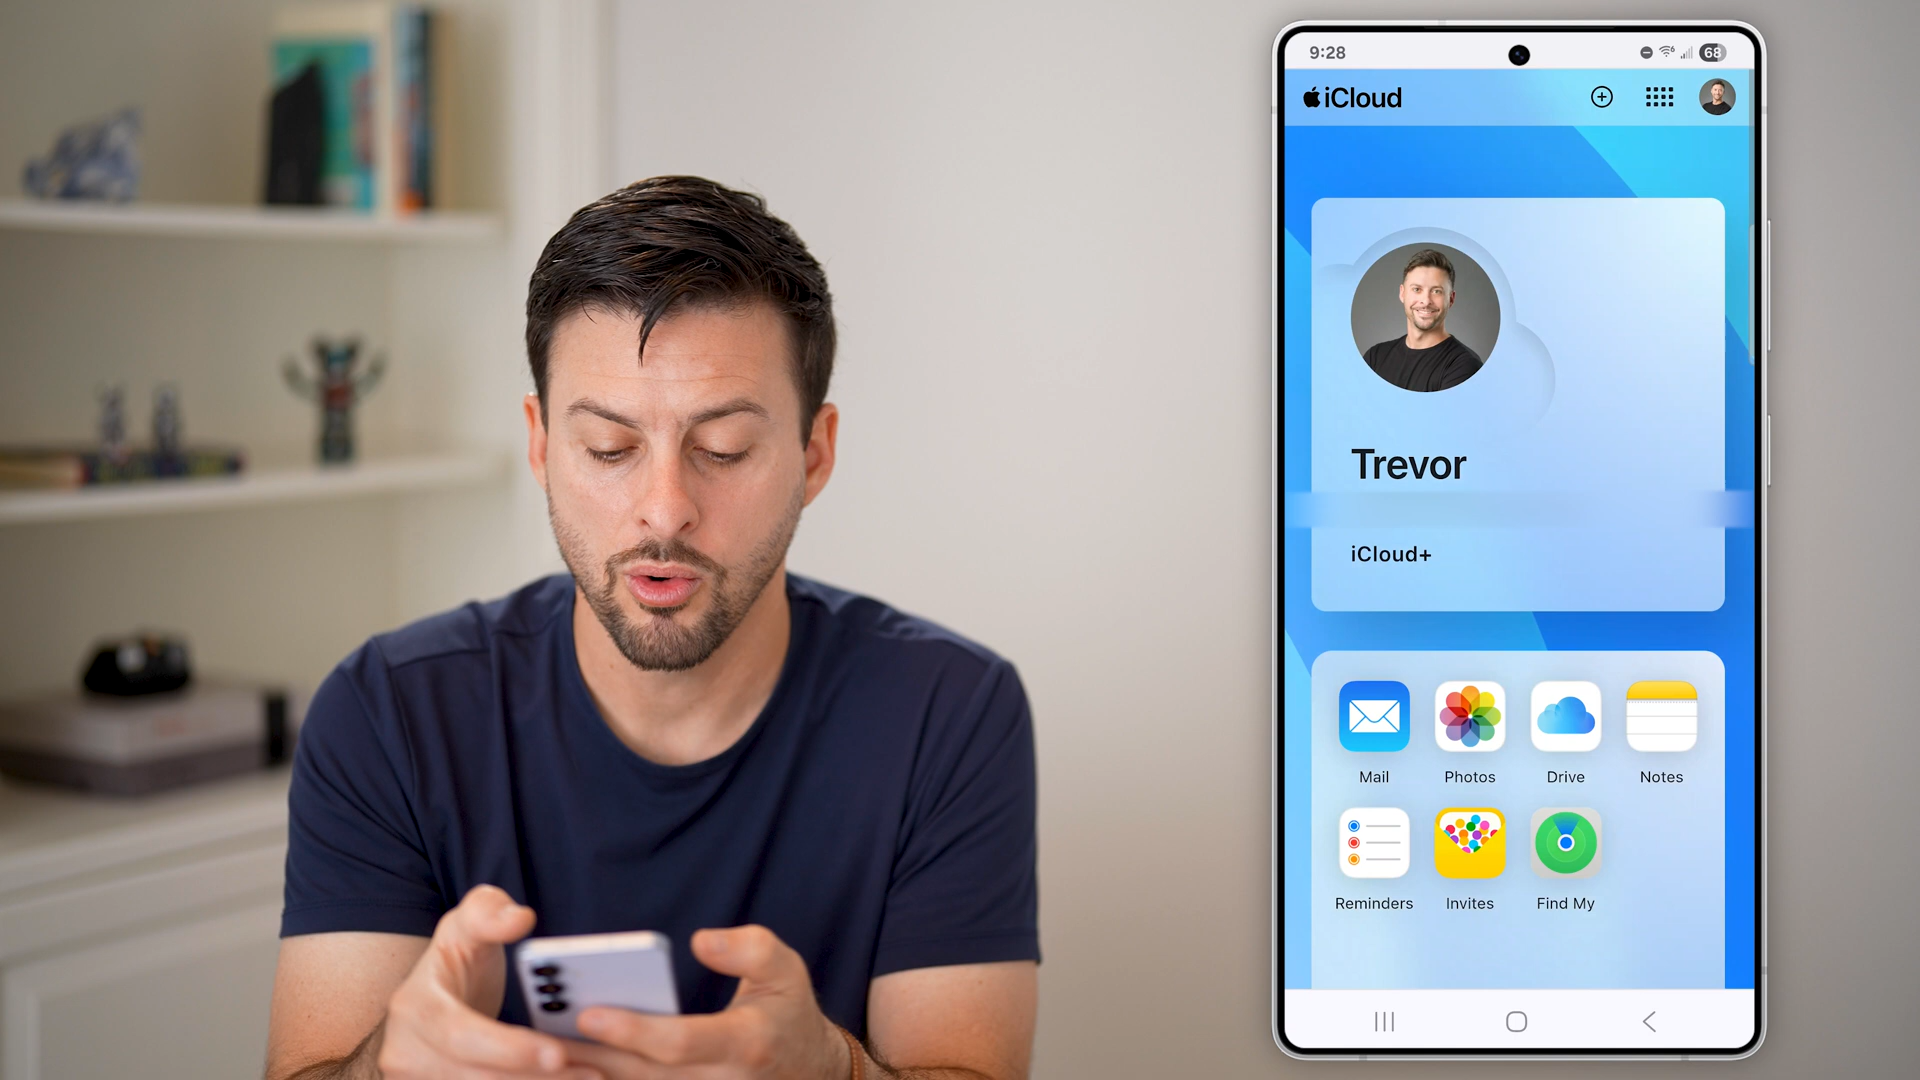 9:28
68
iCloud
Trevor
iCloud+
Mail
Photos
Drive
Notes
Reminders
Invites
Find My